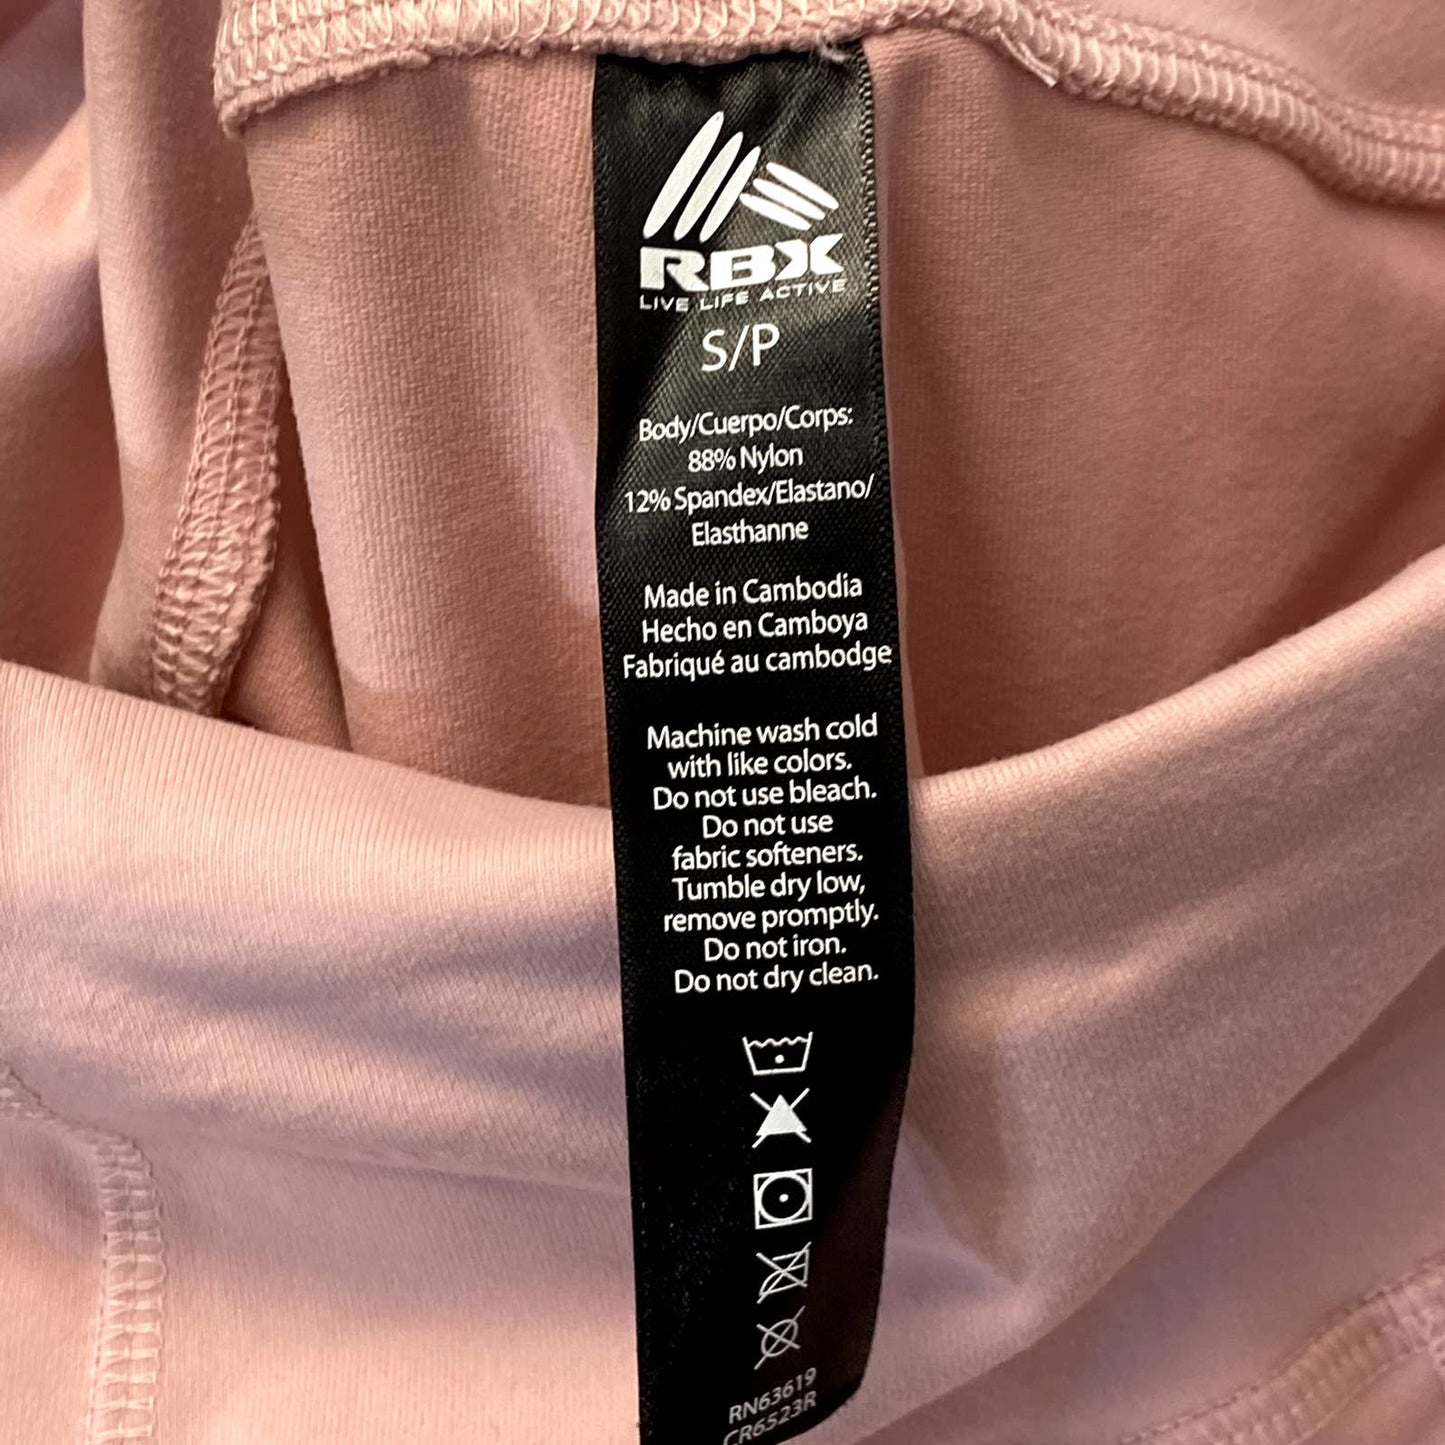 RBX
LIVE LIFE ACTIVE
S/P
Body/Cuerpo/Corps:
88% Nylon
12% Spandex/Elastano/
Elasthanne
Made in Cambodia
Hecho en Camboya
Fabriqué au cambodge
Machine wash cold
with like colors.
Do not use bleach.
Do not use
fabric softeners.
Tumble dry low,
remove promptly.
Do not iron.
Do not dry clean.
RN63619
CR6523R